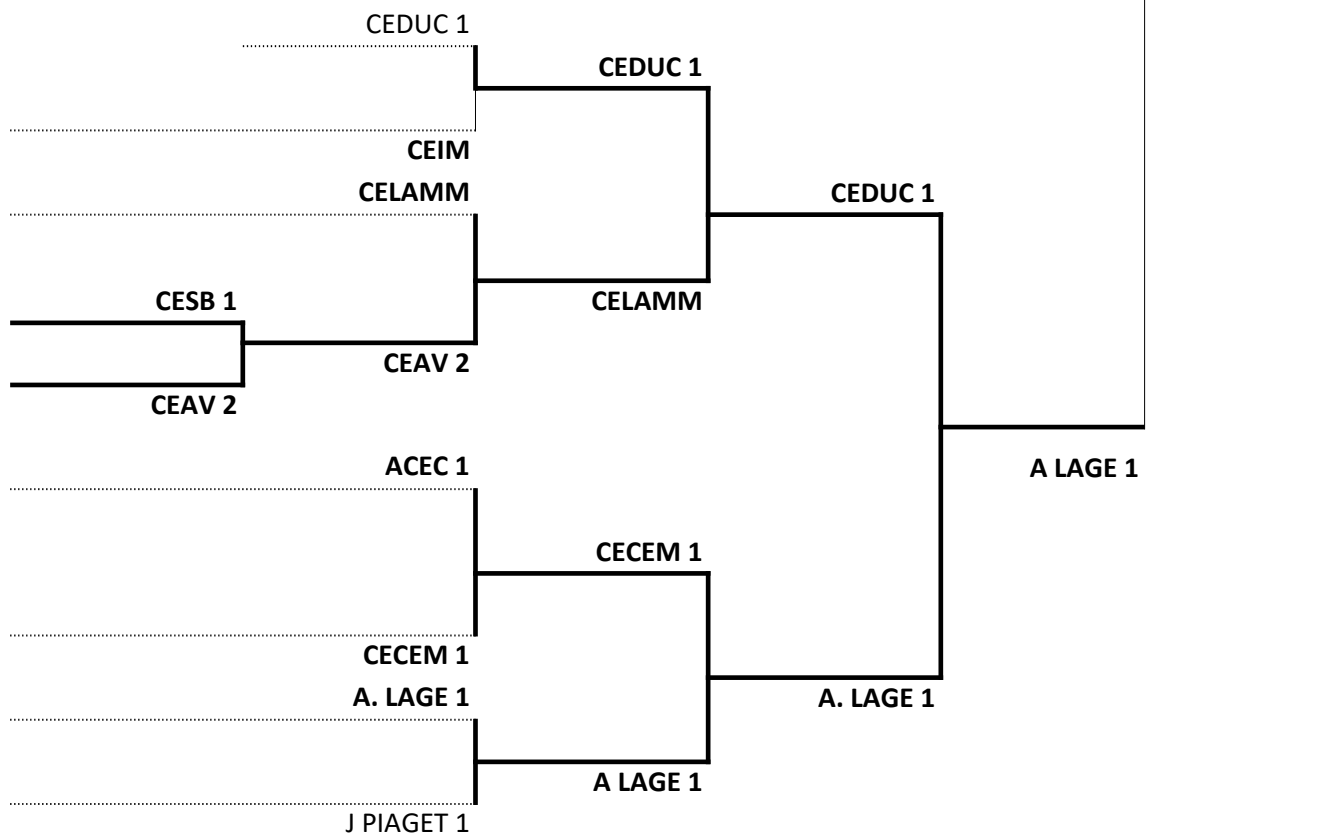 CEDUC 1
CEDUC 1
CEIM
CELAMM
CEDUC 1
CESB 1
CELAMM
CEAV 2
CEAV 2
ACEC 1
A LAGE 1
CECEM 1
CECEM 1
A. LAGE 1
A. LAGE 1
A LAGE 1
J PIAGET 1